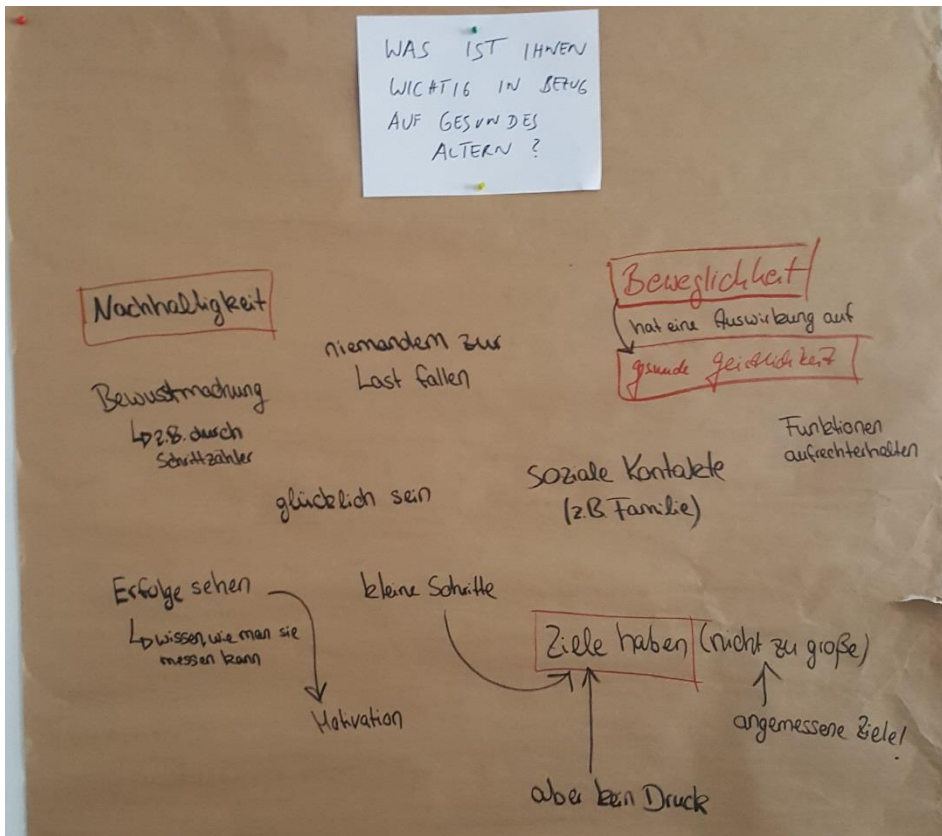 WAS IST IHNEN
WICHTIG IN BEZUG
AUF GESUNDES
ALTERN ?
Nachhaltigkeit
Bewusstmachung
↳ z.B. durch
Schrittzähler
niemandem zur
Last fallen
Beweglichkeit
hat eine Auswirkung auf
gesunde geistlichkeit
Funktionen
aufrechterhalten
glücklich sein
soziale Kontakte
(z.B. Familie)
Erfolge sehen
↳ wissen, wie man sie
messen kann
Motivation
kleine Schritte
Ziele haben (nicht zu große)
angemessene Ziele!
aber kein Druck